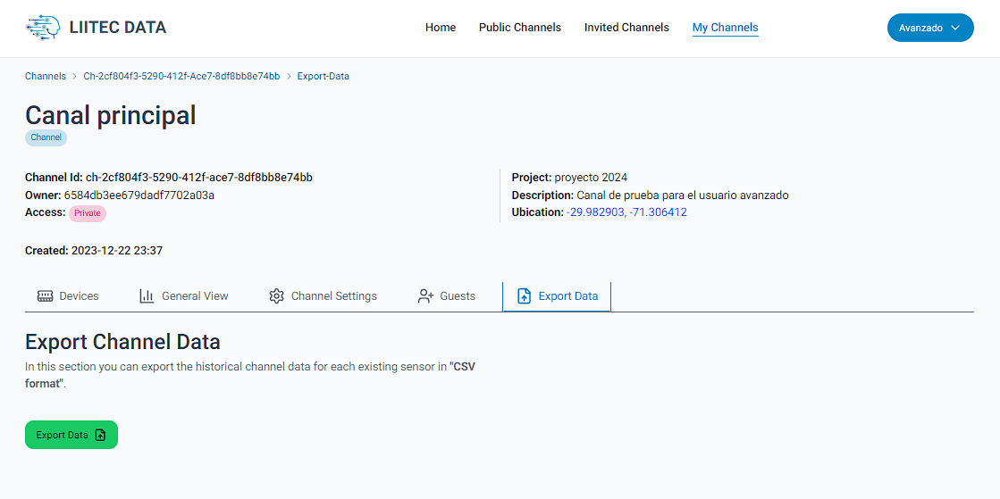 LIITEC DATA
Home Public Channels Invited Channels My Channels
Avanzado
Channels > Ch-2cf804f3-5290-412f-Ace7-8df8bb8e74bb > Export-Data
Canal principal
Channel
Channel Id: ch-2cf804f3-5290-412f-ace7-8df8bb8e74bb
Owner: 6584db3ee679dadf7702a03a
Access: Private
Created: 2023-12-22 23:37
Project: proyecto 2024
Description: Canal de prueba para el usuario avanzado
Ubication: -29.982903, -71.306412
Devices General View Channel Settings Guests Export Data
Export Channel Data
In this section you can export the historical channel data for each existing sensor in "CSV
format".
Export Data